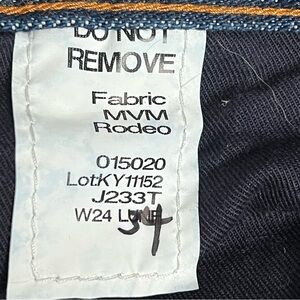 DO NOT
REMOVE
Fabric
MVM
Rodeo
015020
LotKY11152
J233T
W24
34